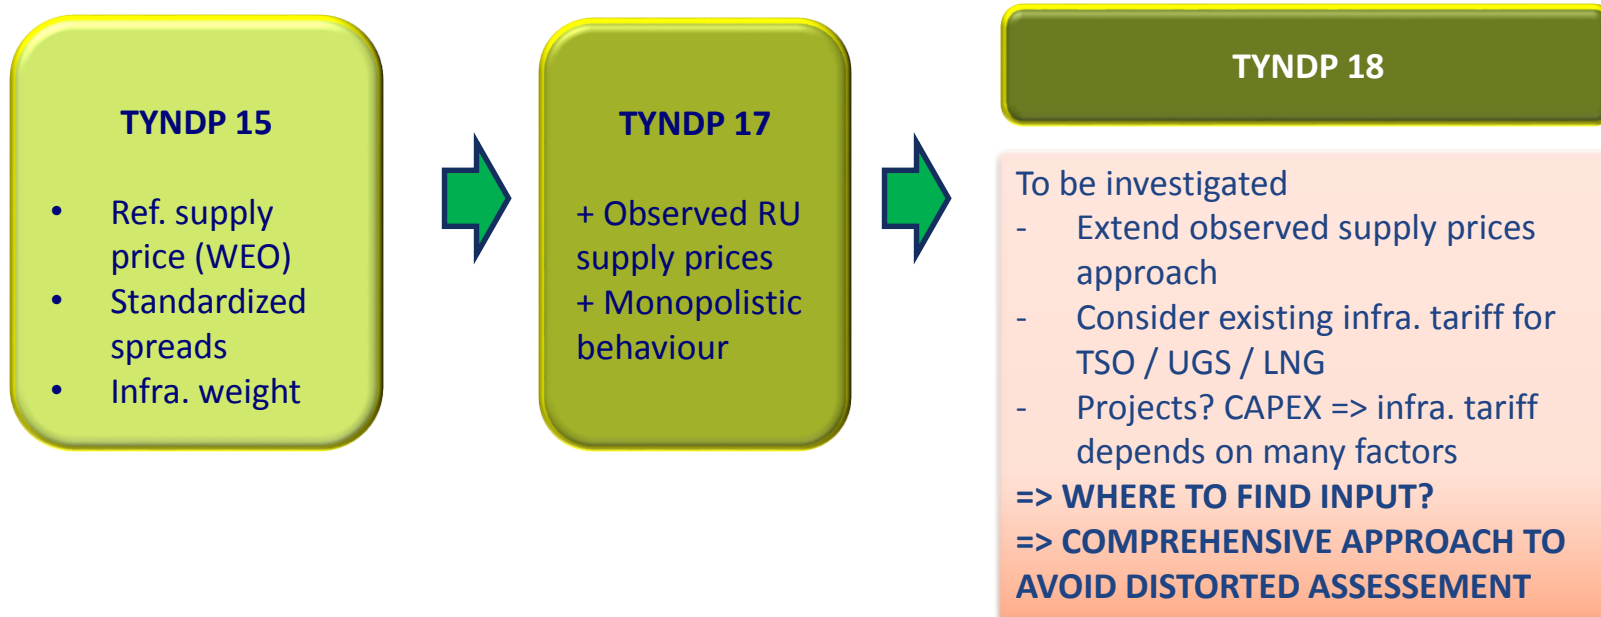 TYNDP 15
• Ref. supply
price (WEO)
• Standardized
spreads
• Infra. weight
TYNDP 17
+ Observed RU
supply prices
+ Monopolistic
behaviour
TYNDP 18
To be investigated
- Extend observed supply prices
approach
- Consider existing infra. tariff for
TSO / UGS / LNG
- Projects? CAPEX => infra. tariff
depends on many factors
=> WHERE TO FIND INPUT?
=> COMPREHENSIVE APPROACH TO
AVOID DISTORTED ASSESSEMENT